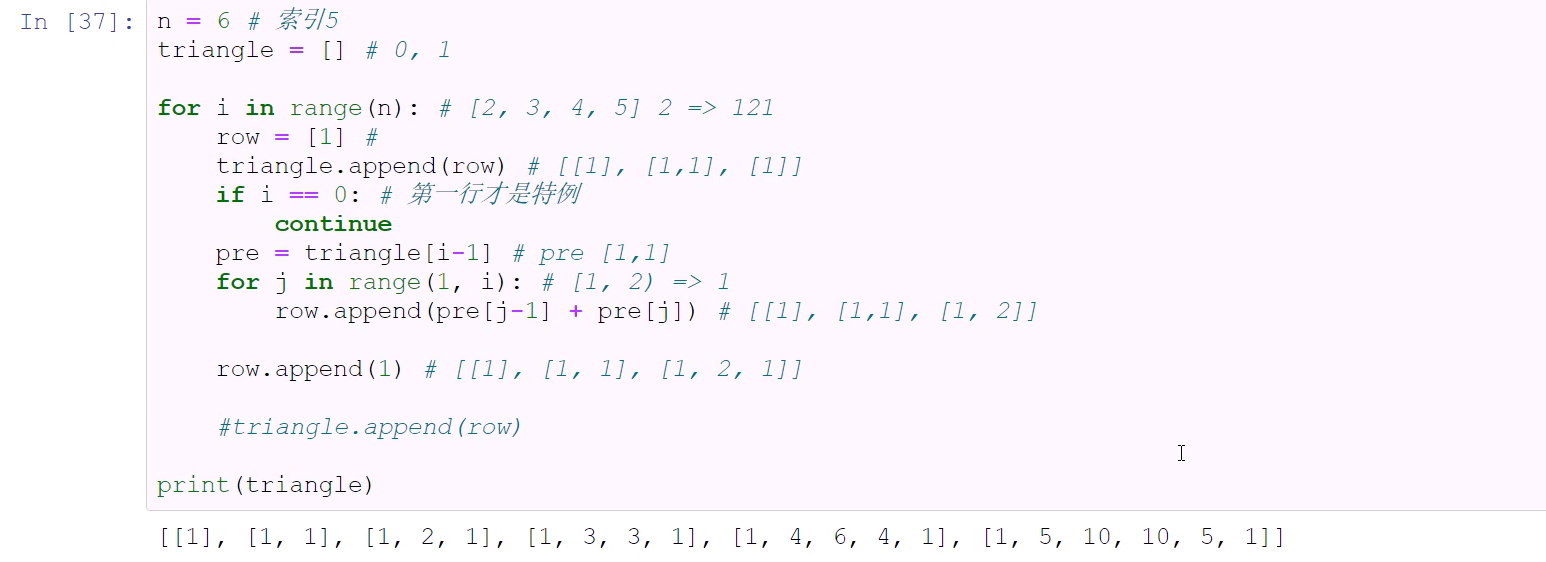 In [37]: n = 6 # 索引5
triangle = [] # 0, 1
for i in range(n): # [2, 3, 4, 5] 2 => 121
    row = [1] #
    triangle.append(row) # [[1], [1,1], [1]]
    if i == 0: # 第一行才是特例
        continue
    pre = triangle[i-1] # pre [1,1]
    for j in range(1, i): # [1, 2) => 1
        row.append(pre[j-1] + pre[j]) # [[1], [1,1], [1, 2]]
    row.append(1) # [[1], [1, 1], [1, 2, 1]]
    #triangle.append(row)
print(triangle)
[[1], [1, 1], [1, 2, 1], [1, 3, 3, 1], [1, 4, 6, 4, 1], [1, 5, 10, 10, 5, 1]]